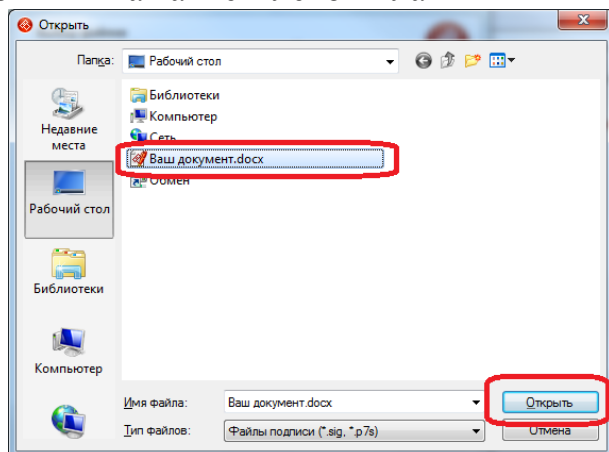 Открыть
Папка: Рабочий стол
Недавние места
Рабочий стол
Библиотеки
Компьютер
Библиотеки
Компьютер
Сеть
Ваш документ.docx
Обмен
Имя файла: Ваш документ.docx
Открыть
Тип файлов: Файлы подписи (*.sig, *.p7s)
Отмена